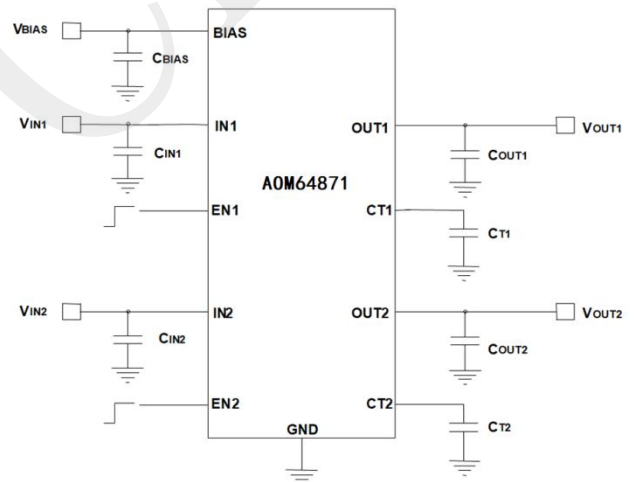 VBIAS
BIAS
CBIAS
VIN1
IN1
OUT1
VOUT1
CIN1
COUT1
AOM64871
EN1
CT1
CT1
VIN2
IN2
OUT2
VOUT2
CIN2
COUT2
EN2
CT2
GND
CT2